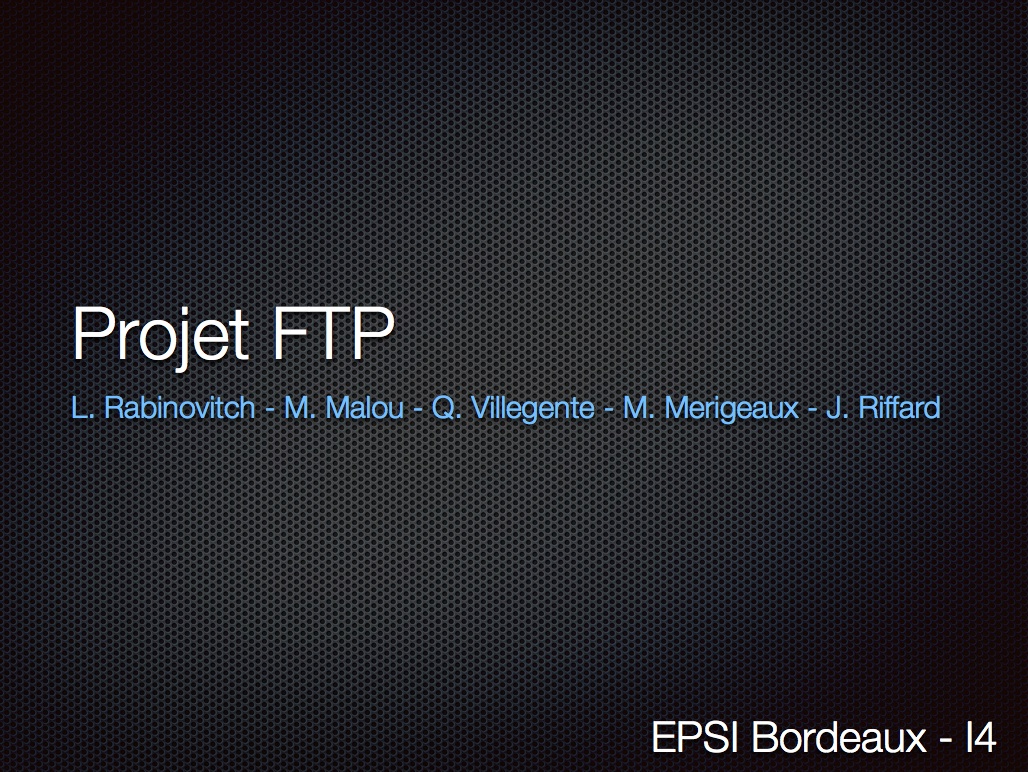 Projet FTP
L. Rabinovitch - M. Malou - Q. Villegente - M. Merigeaux - J. Riffard
EPSI Bordeaux - I4